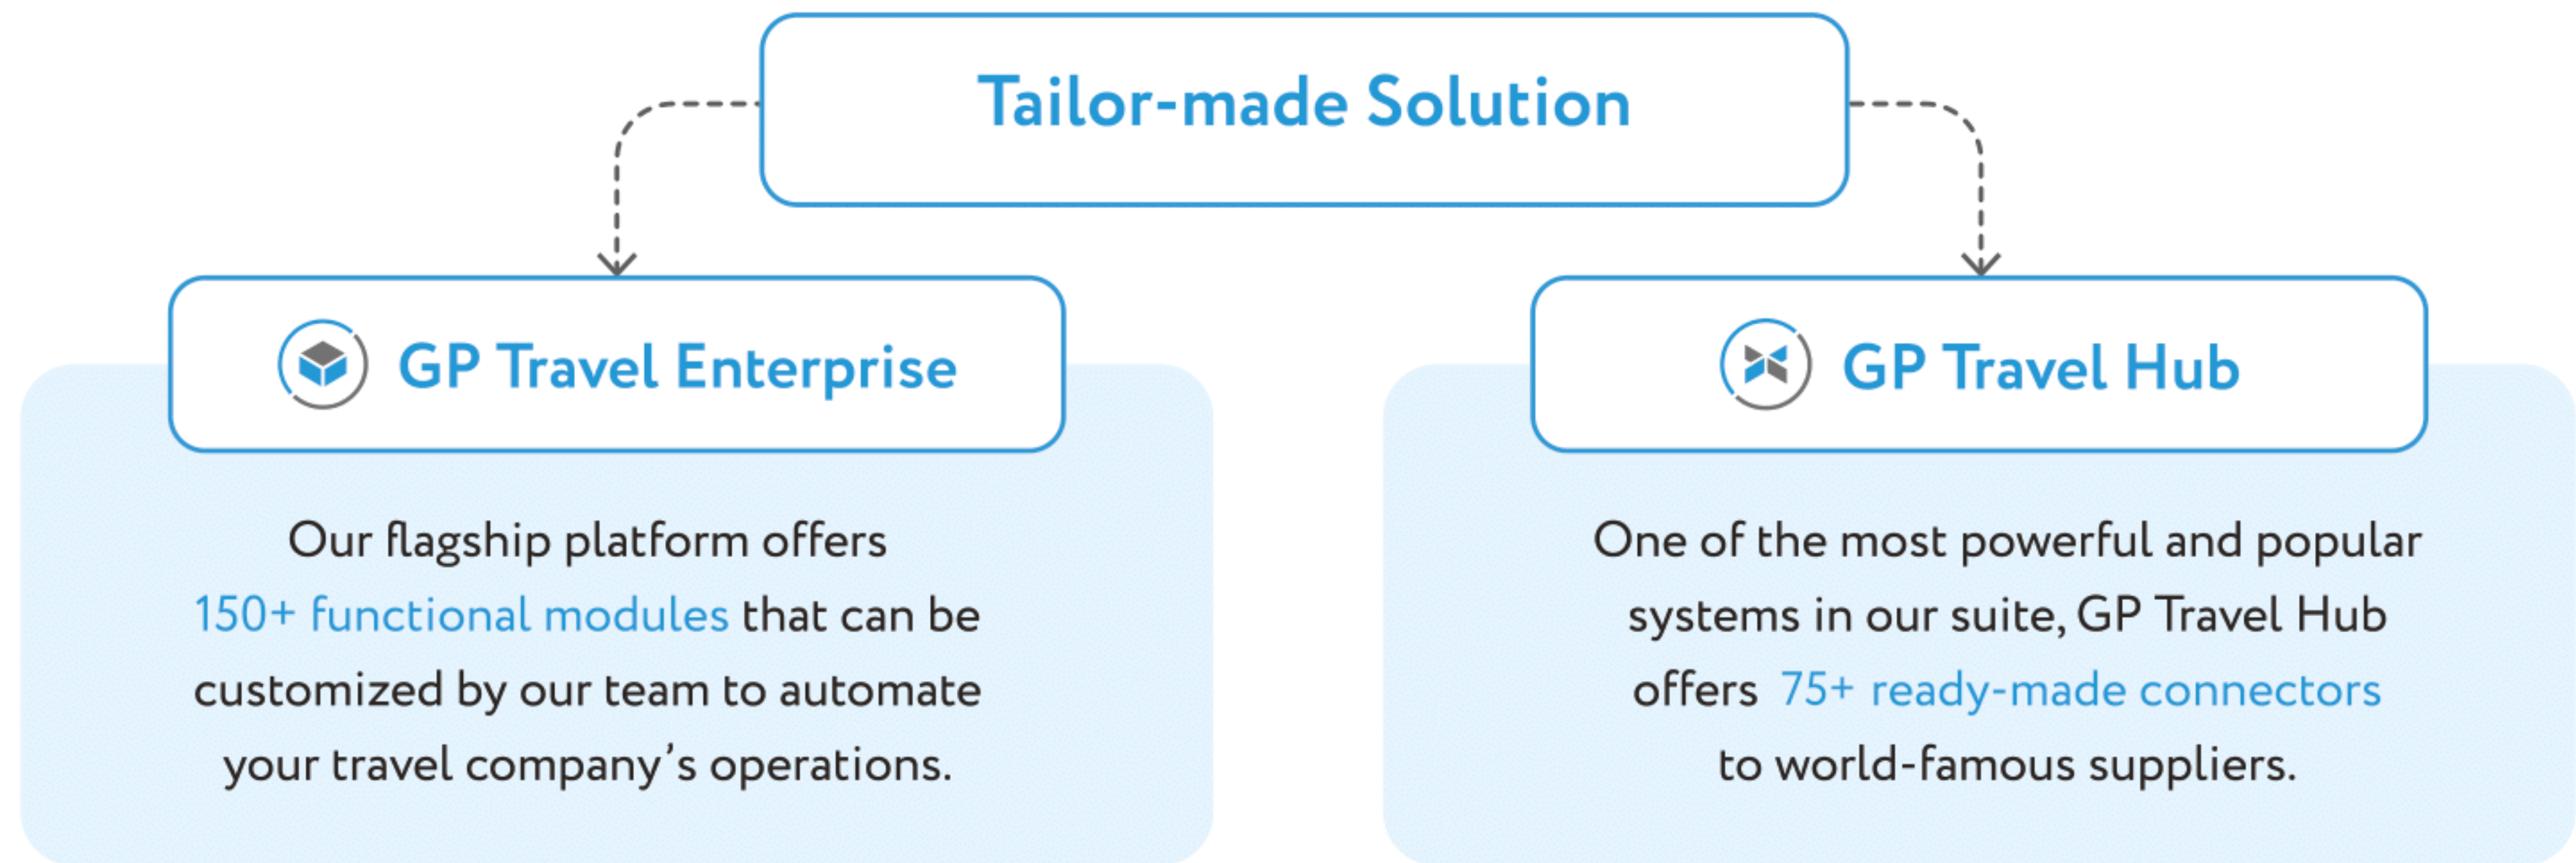 Tailor-made Solution
GP Travel Enterprise
Our flagship platform offers
150+ functional modules that can be
customized by our team to automate
your travel company's operations.
GP Travel Hub
One of the most powerful and popular
systems in our suite, GP Travel Hub
offers 75+ ready-made connectors
to world-famous suppliers.